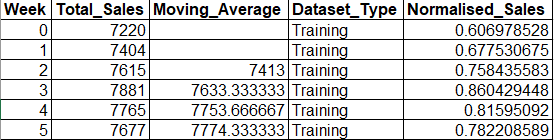 Week Total_Sales Moving_Average Dataset_Type Normalised_Sales
0 7220 Training 0.606978528
1 7404 Training 0.677530675
2 7615 7413 Training 0.758435583
3 7881 7633.333333 Training 0.860429448
4 7765 7753.666667 Training 0.81595092
5 7677 7774.333333 Training 0.782208589